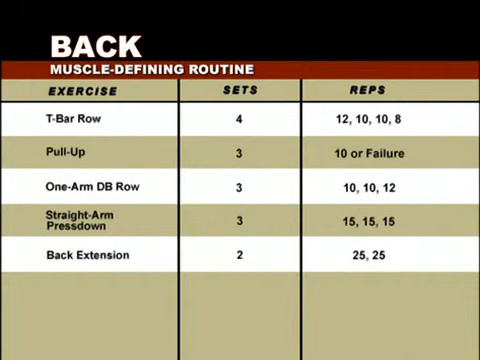 BACK
MUSCLE-DEFINING ROUTINE
EXERCISE SETS REPS
T-Bar Row 4 12, 10, 10, 8
Pull-Up 3 10 or Failure
One-Arm DB Row 3 10, 10, 12
Straight-Arm
Pressdown 3 15, 15, 15
Back Extension 2 25, 25